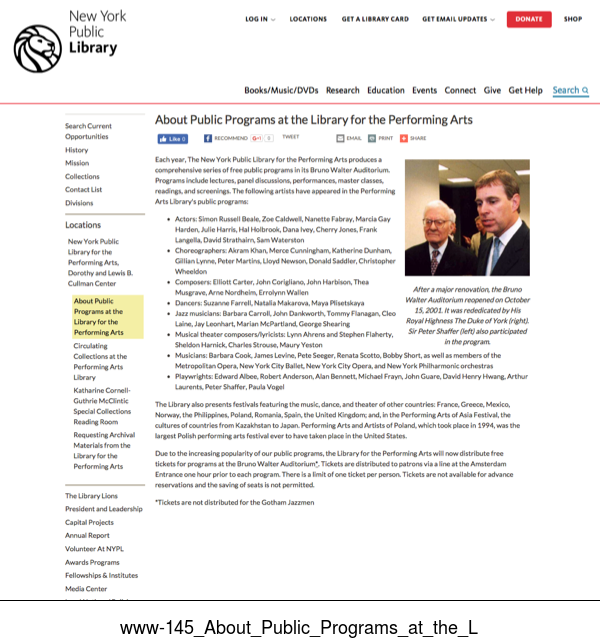 New York
Public
Library
LOG IN
LOCATIONS
GET A LIBRARY CARD
GET EMAIL UPDATES
DONATE
SHOP
Books/Music/DVDs Research Education Events Connect Give Get Help Search
About Public Programs at the Library for the Performing Arts
Like 0
RECOMMEND
G+1
0
TWEET
EMAIL
PRINT
SHARE
Search Current
Opportunities
History
Mission
Collections
Contact List
Divisions
Locations
New York Public
Library for the
Performing Arts,
Dorothy and Lewis B.
Cullman Center
About Public
Programs at the
Library for the
Performing Arts
Circulating
Collections at the
Performing Arts
Library
Katharine Cornell-
Guthrie McClintic
Special Collections
Reading Room
Requesting Archival
Materials from the
Library for the
Performing Arts
The Library Lions
President and Leadership
Capital Projects
Annual Report
Volunteer At NYPL
Awards Programs
Fellowships & Institutes
Media Center
Each year, The New York Public Library for the Performing Arts produces a
comprehensive series of free public programs in its Bruno Walter Auditorium.
Programs include lectures, panel discussions, performances, master classes,
readings, and screenings. The following artists have appeared in the Performing
Arts Library's public programs:
• Actors: Simon Russell Beale, Zoe Caldwell, Nanette Fabray, Marcia Gay
Harden, Julie Harris, Hal Holbrook, Dana Ivey, Cherry Jones, Frank
Langella, David Strathairn, Sam Waterston
• Choreographers: Akram Khan, Merce Cunningham, Katherine Dunham,
Gillian Lynne, Peter Martins, Lloyd Newson, Donald Saddler, Christopher
Wheeldon
• Composers: Elliott Carter, John Corigliano, John Harbison, Thea
Musgrave, Arne Nordheim, Errolynn Wallen
• Dancers: Suzanne Farrell, Natalia Makarova, Maya Plisetskaya
• Jazz musicians: Barbara Carroll, John Dankworth, Tommy Flanagan, Cleo
Laine, Jay Leonhart, Marian McPartland, George Shearing
• Musical theater composers/lyricists: Lynn Ahrens and Stephen Flaherty,
Sheldon Harnick, Charles Strouse, Maury Yeston
• Musicians: Barbara Cook, James Levine, Pete Seeger, Renata Scotto, Bobby Short, as well as members of the
Metropolitan Opera, New York City Ballet, New York City Opera, and New York Philharmonic orchestras
• Playwrights: Edward Albee, Robert Anderson, Alan Bennett, Michael Frayn, John Guare, David Henry Hwang, Arthur
Laurents, Peter Shaffer, Paula Vogel
After a major renovation, the Bruno
Walter Auditorium reopened on October
15, 2001. It was rededicated by His
Royal Highness The Duke of York (right).
Sir Peter Shaffer (left) also participated
in the program.
The Library also presents festivals featuring the music, dance, and theater of other countries: France, Greece, Mexico,
Norway, the Philippines, Poland, Romania, Spain, the United Kingdom; and, in the Performing Arts of Asia Festival, the
cultures of countries from Kazakhstan to Japan. Performing Arts and Artists of Poland, which took place in 1994, was the
largest Polish performing arts festival ever to have taken place in the United States.
Due to the increasing popularity of our public programs, the Library for the Performing Arts will now distribute free
tickets for programs at the Bruno Walter Auditorium*. Tickets are distributed to patrons via a line at the Amsterdam
Entrance one hour prior to each program. There is a limit of one ticket per person. Tickets are not available for advance
reservations and the saving of seats is not permitted.
*Tickets are not distributed for the Gotham Jazzmen
www-145_About_Public_Programs_at_the_L